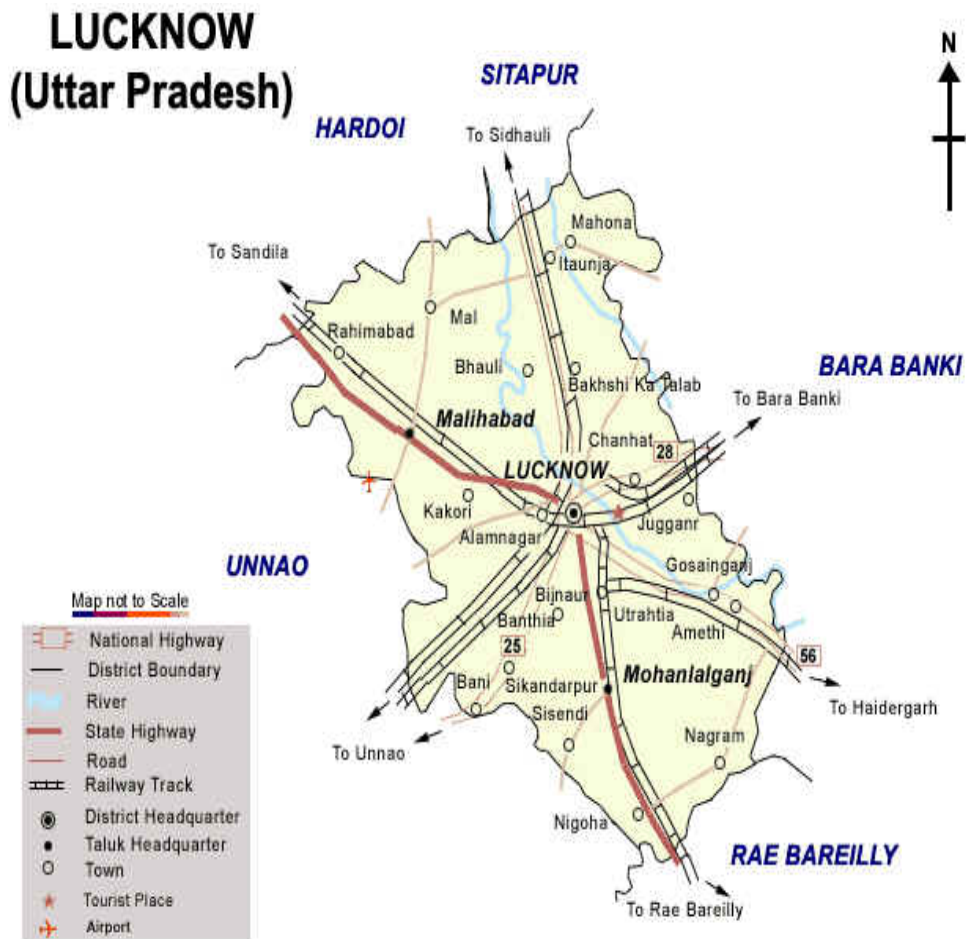 LUCKNOW
(Uttar Pradesh)
N
SITAPUR
HARDOI
To Sidhauli
Mahona
To Sandila
Itaunja
Mal
Rahimabad
Bhauli
Bakhshi Ka Talab
BARA BANKI
To Bara Banki
Malihabad
Chanhat
28
LUCKNOW
Kakori
Alamnagar
Jugganr
UNNAO
Gosainganj
Bijnaur
Utrahtia
Banthia
Amethi
25
56
Bani
Sikandarpur
Mohanlalganj
To Haidergarh
Sisendi
To Unnao
Nagram
Nigoha
RAE BAREILLY
To Rae Bareilly
Map not to Scale
National Highway
District Boundary
River
State Highway
Road
Railway Track
District Headquarter
Taluk Headquarter
Town
Tourist Place
Airport